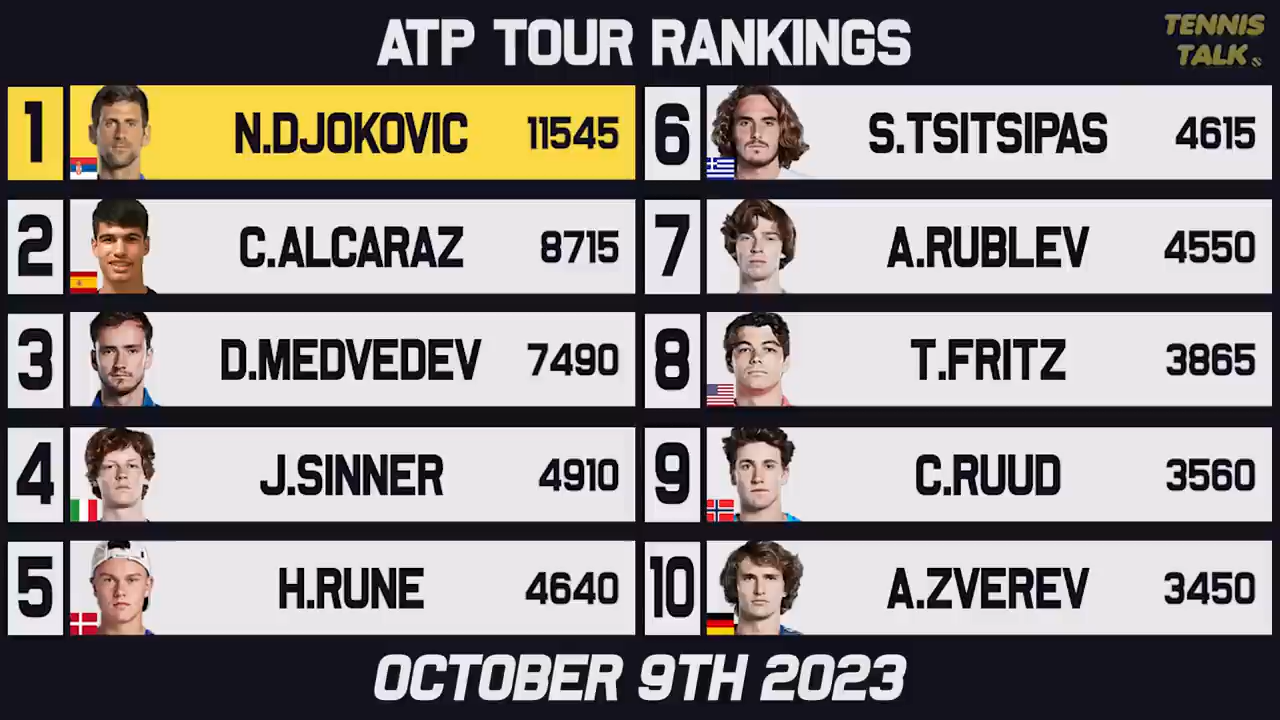 ATP TOUR RANKINGS
TENNIS
TALK
1 N.DJOKOVIC 11545
2 C.ALCARAZ 8715
3 D.MEDVEDEV 7490
4 J.SINNER 4910
5 H.RUNE 4640
6 S.TSITSIPAS 4615
7 A.RUBLEV 4550
8 T.FRITZ 3865
9 C.RUUD 3560
10 A.ZVEREV 3450
OCTOBER 9TH 2023